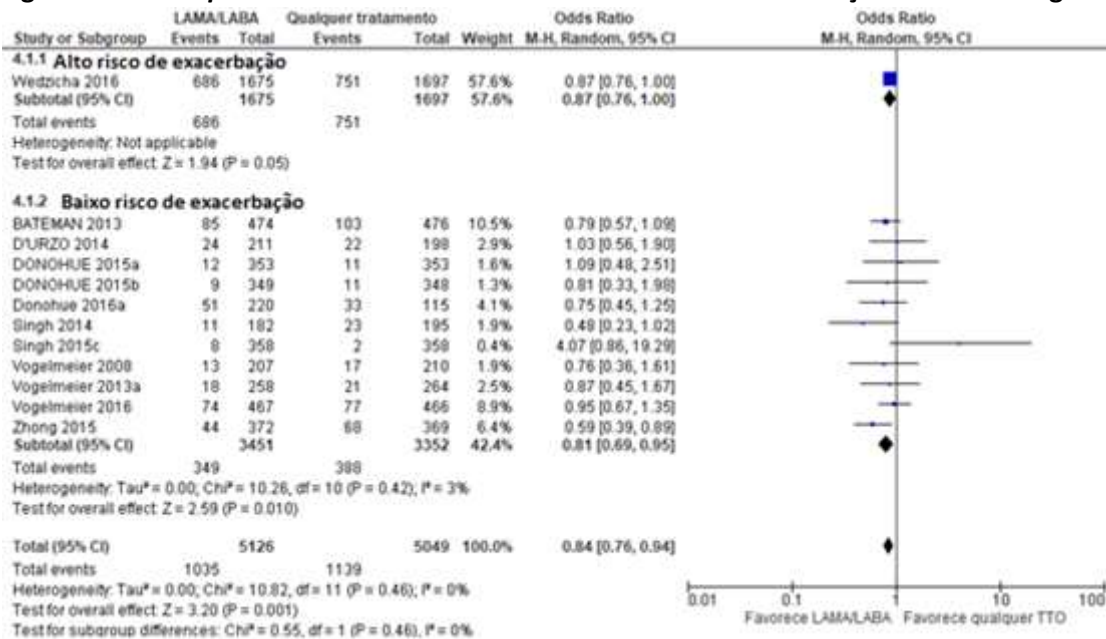 LAMA/LABA Qualquer tratamento Odds Ratio Odds Ratio
Study or Subgroup Events Total Events Total Weight M-H, Random, 95% CI M-H, Random, 95% CI
4.1.1 Alto risco de exacerbação
Wedzicha 2016 686 1675 751 1697 57.6% 0.87 [0.76, 1.00]
Subtotal (95% CI) 1675 1697 57.6% 0.87 [0.76, 1.00]
Total events 686 751
Heterogeneity: Not applicable
Test for overall effect: Z = 1.94 (P = 0.05)
4.1.2 Baixo risco de exacerbação
BATEMAN 2013 85 474 103 476 10.5% 0.79 [0.57, 1.09]
D'URZO 2014 24 211 22 198 2.9% 1.03 [0.56, 1.90]
DONOHUE 2015a 12 353 11 353 1.6% 1.09 [0.48, 2.51]
DONOHUE 2015b 9 349 11 348 1.3% 0.81 [0.33, 1.98]
Donohue 2016a 51 220 33 115 4.1% 0.75 [0.45, 1.25]
Singh 2014 11 182 23 195 1.9% 0.48 [0.23, 1.02]
Singh 2015c 8 358 2 358 0.4% 4.07 [0.86, 19.29]
Vogelmeier 2008 13 207 17 210 1.9% 0.76 [0.36, 1.61]
Vogelmeier 2013a 18 258 21 264 2.5% 0.87 [0.45, 1.67]
Vogelmeier 2016 74 467 77 466 8.9% 0.95 [0.67, 1.35]
Zhong 2015 44 372 68 369 6.4% 0.59 [0.39, 0.89]
Subtotal (95% CI) 3451 3352 42.4% 0.81 [0.69, 0.95]
Total events 349 388
Heterogeneity: Tau² = 0.00; Chi² = 10.26, df = 10 (P = 0.42); I² = 3%
Test for overall effect: Z = 2.59 (P = 0.010)
Total (95% CI) 5126 5049 100.0% 0.84 [0.76, 0.94]
Total events 1035 1139
Heterogeneity: Tau² = 0.00; Chi² = 10.82, df = 11 (P = 0.46); I² = 0%
Test for overall effect: Z = 3.20 (P = 0.001)
Test for subgroup differences: Chi² = 0.55, df = 1 (P = 0.46), I² = 0%
0.01 0.1 1 10 100
Favorece LAMA/LABA Favorece qualquer TTO